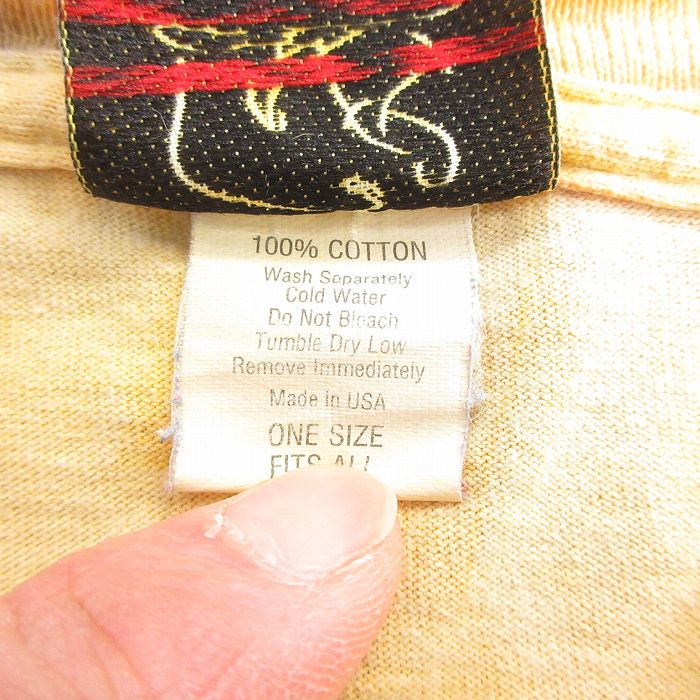 100% COTTON
Wash Separately
Cold Water
Do Not Bleach
Tumble Dry Low
Remove Immediately
Made in USA
ONE SIZE
FITS ALL